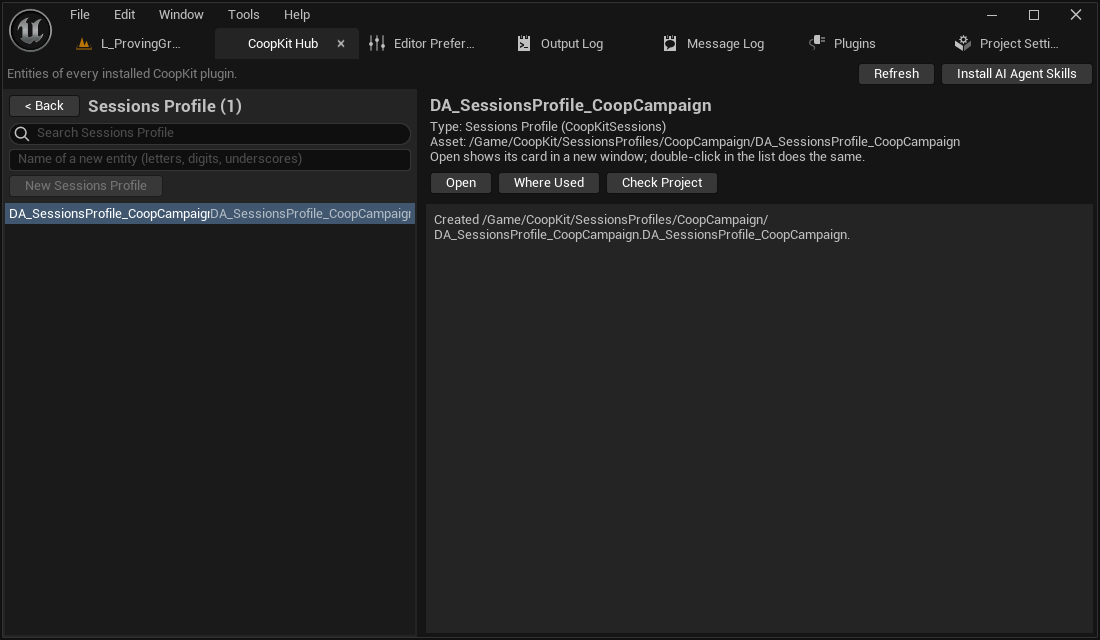 File Edit Window Tools Help
L_ProvingGr... CoopKit Hub Editor Prefer... Output Log Message Log Plugins Project Setti...
Entities of every installed CoopKit plugin. Refresh Install AI Agent Skills
< Back Sessions Profile (1)
Search Sessions Profile
Name of a new entity (letters, digits, underscores)
New Sessions Profile
DA_SessionsProfile_CoopCampaign DA_SessionsProfile_CoopCampaign
DA_SessionsProfile_CoopCampaign
Type: Sessions Profile (CoopKitSessions)
Asset: /Game/CoopKit/SessionsProfiles/CoopCampaign/DA_SessionsProfile_CoopCampaign
Open shows its card in a new window; double-click in the list does the same.
Open Where Used Check Project
Created /Game/CoopKit/SessionsProfiles/CoopCampaign/
DA_SessionsProfile_CoopCampaign.DA_SessionsProfile_CoopCampaign.